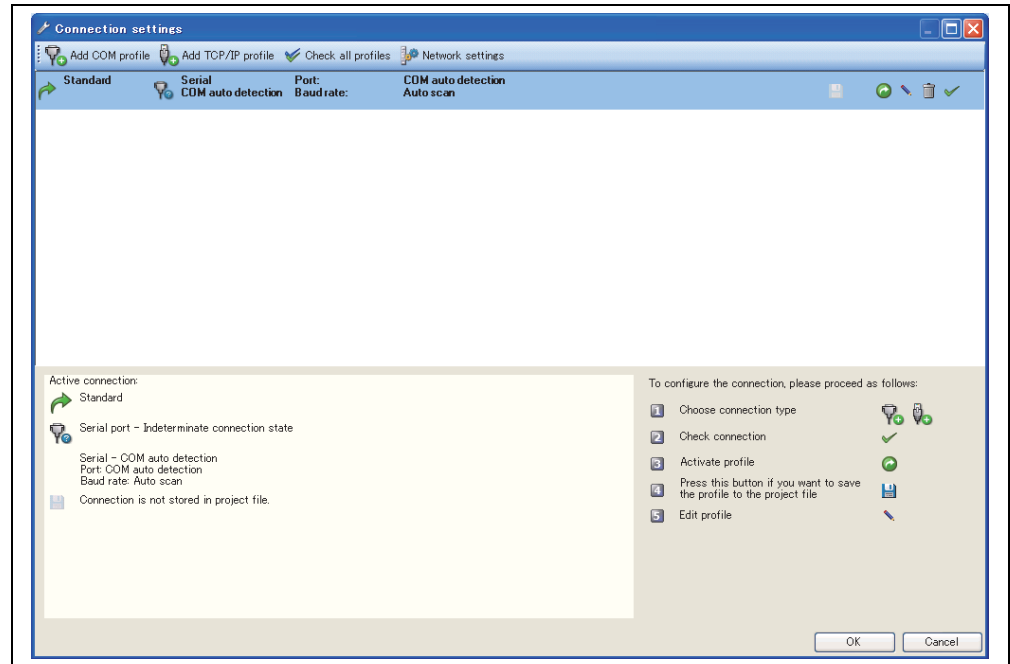 Connection settings
Add COM profile Add TCP/IP profile Check all profiles Network settings
Standard Serial Port: COM auto detection
COM auto detection Baud rate: Auto scan
Active connection:
Standard
Serial port - Indeterminate connection state
Serial - COM auto detection
Port: COM auto detection
Baud rate: Auto scan
Connection is not stored in project file.
To configure the connection, please proceed as follows:
1 Choose connection type
2 Check connection
3 Activate profile
4 Press this button if you want to save
the profile to the project file
5 Edit profile
OK Cancel